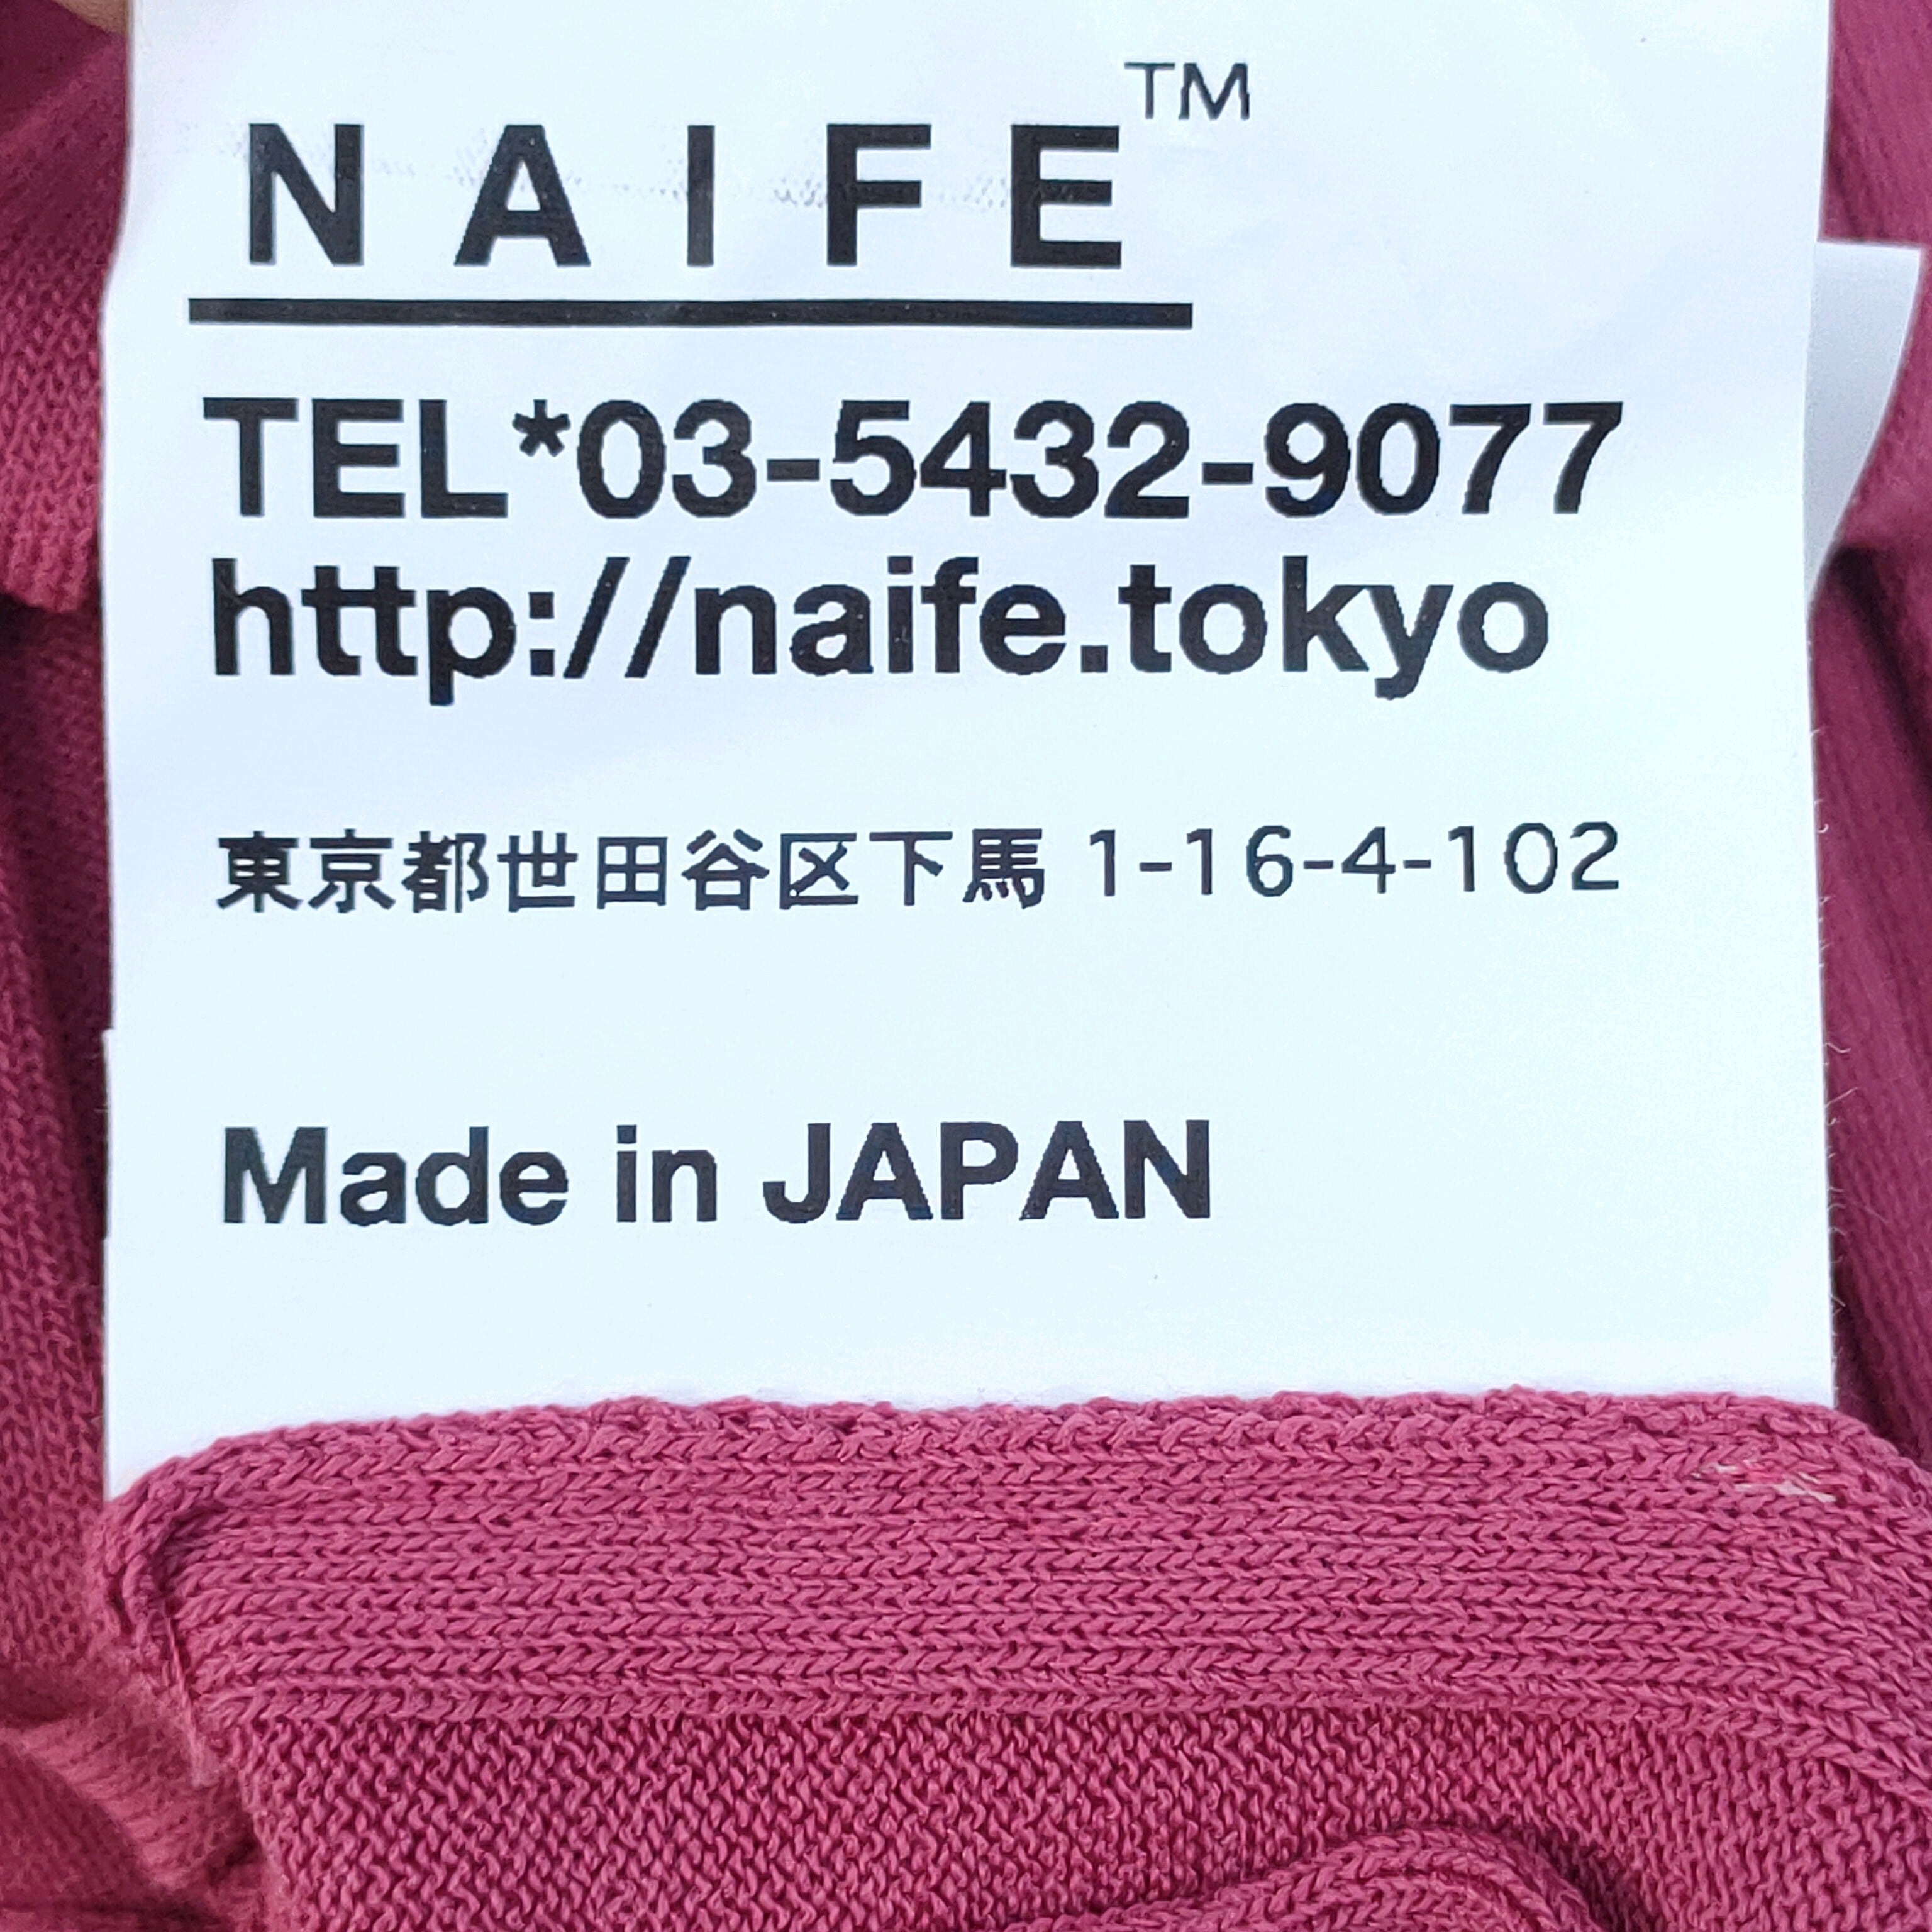 NAIFE™
TEL*03-5432-9077
http://naife.tokyo
東京都世田谷区下馬 1-16-4-102
Made in JAPAN